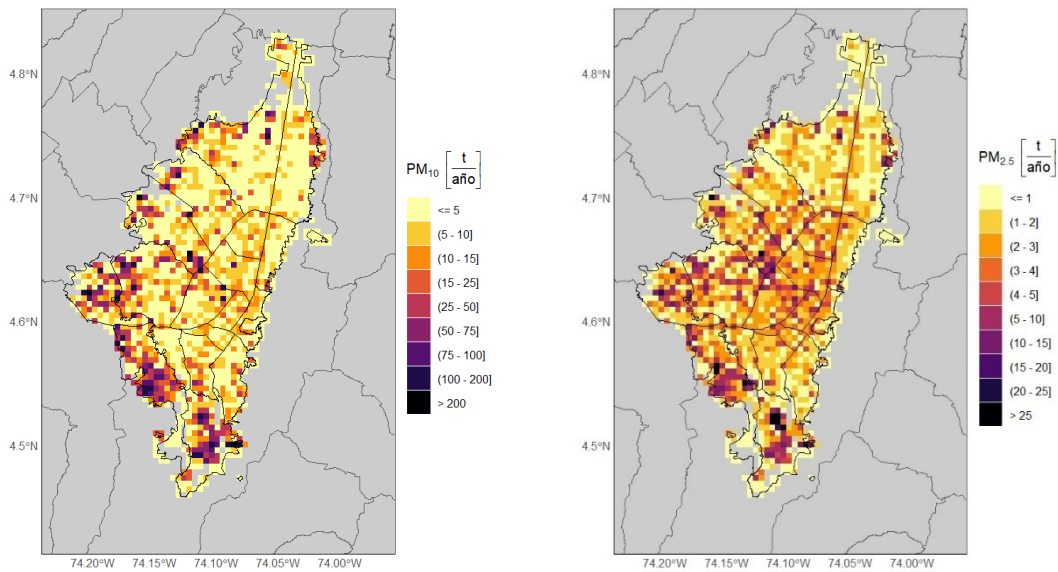 4.8°N
4.7°N
4.6°N
4.5°N
74.20°W 74.15°W 74.10°W 74.05°W 74.00°W
PM10 [t/año]
<= 5
(5 - 10]
(10 - 15]
(15 - 25]
(25 - 50]
(50 - 75]
(75 - 100]
(100 - 200]
> 200
4.8°N
4.7°N
4.6°N
4.5°N
74.20°W 74.15°W 74.10°W 74.05°W 74.00°W
PM2.5 [t/año]
<= 1
(1 - 2]
(2 - 3]
(3 - 4]
(4 - 5]
(5 - 10]
(10 - 15]
(15 - 20]
(20 - 25]
> 25